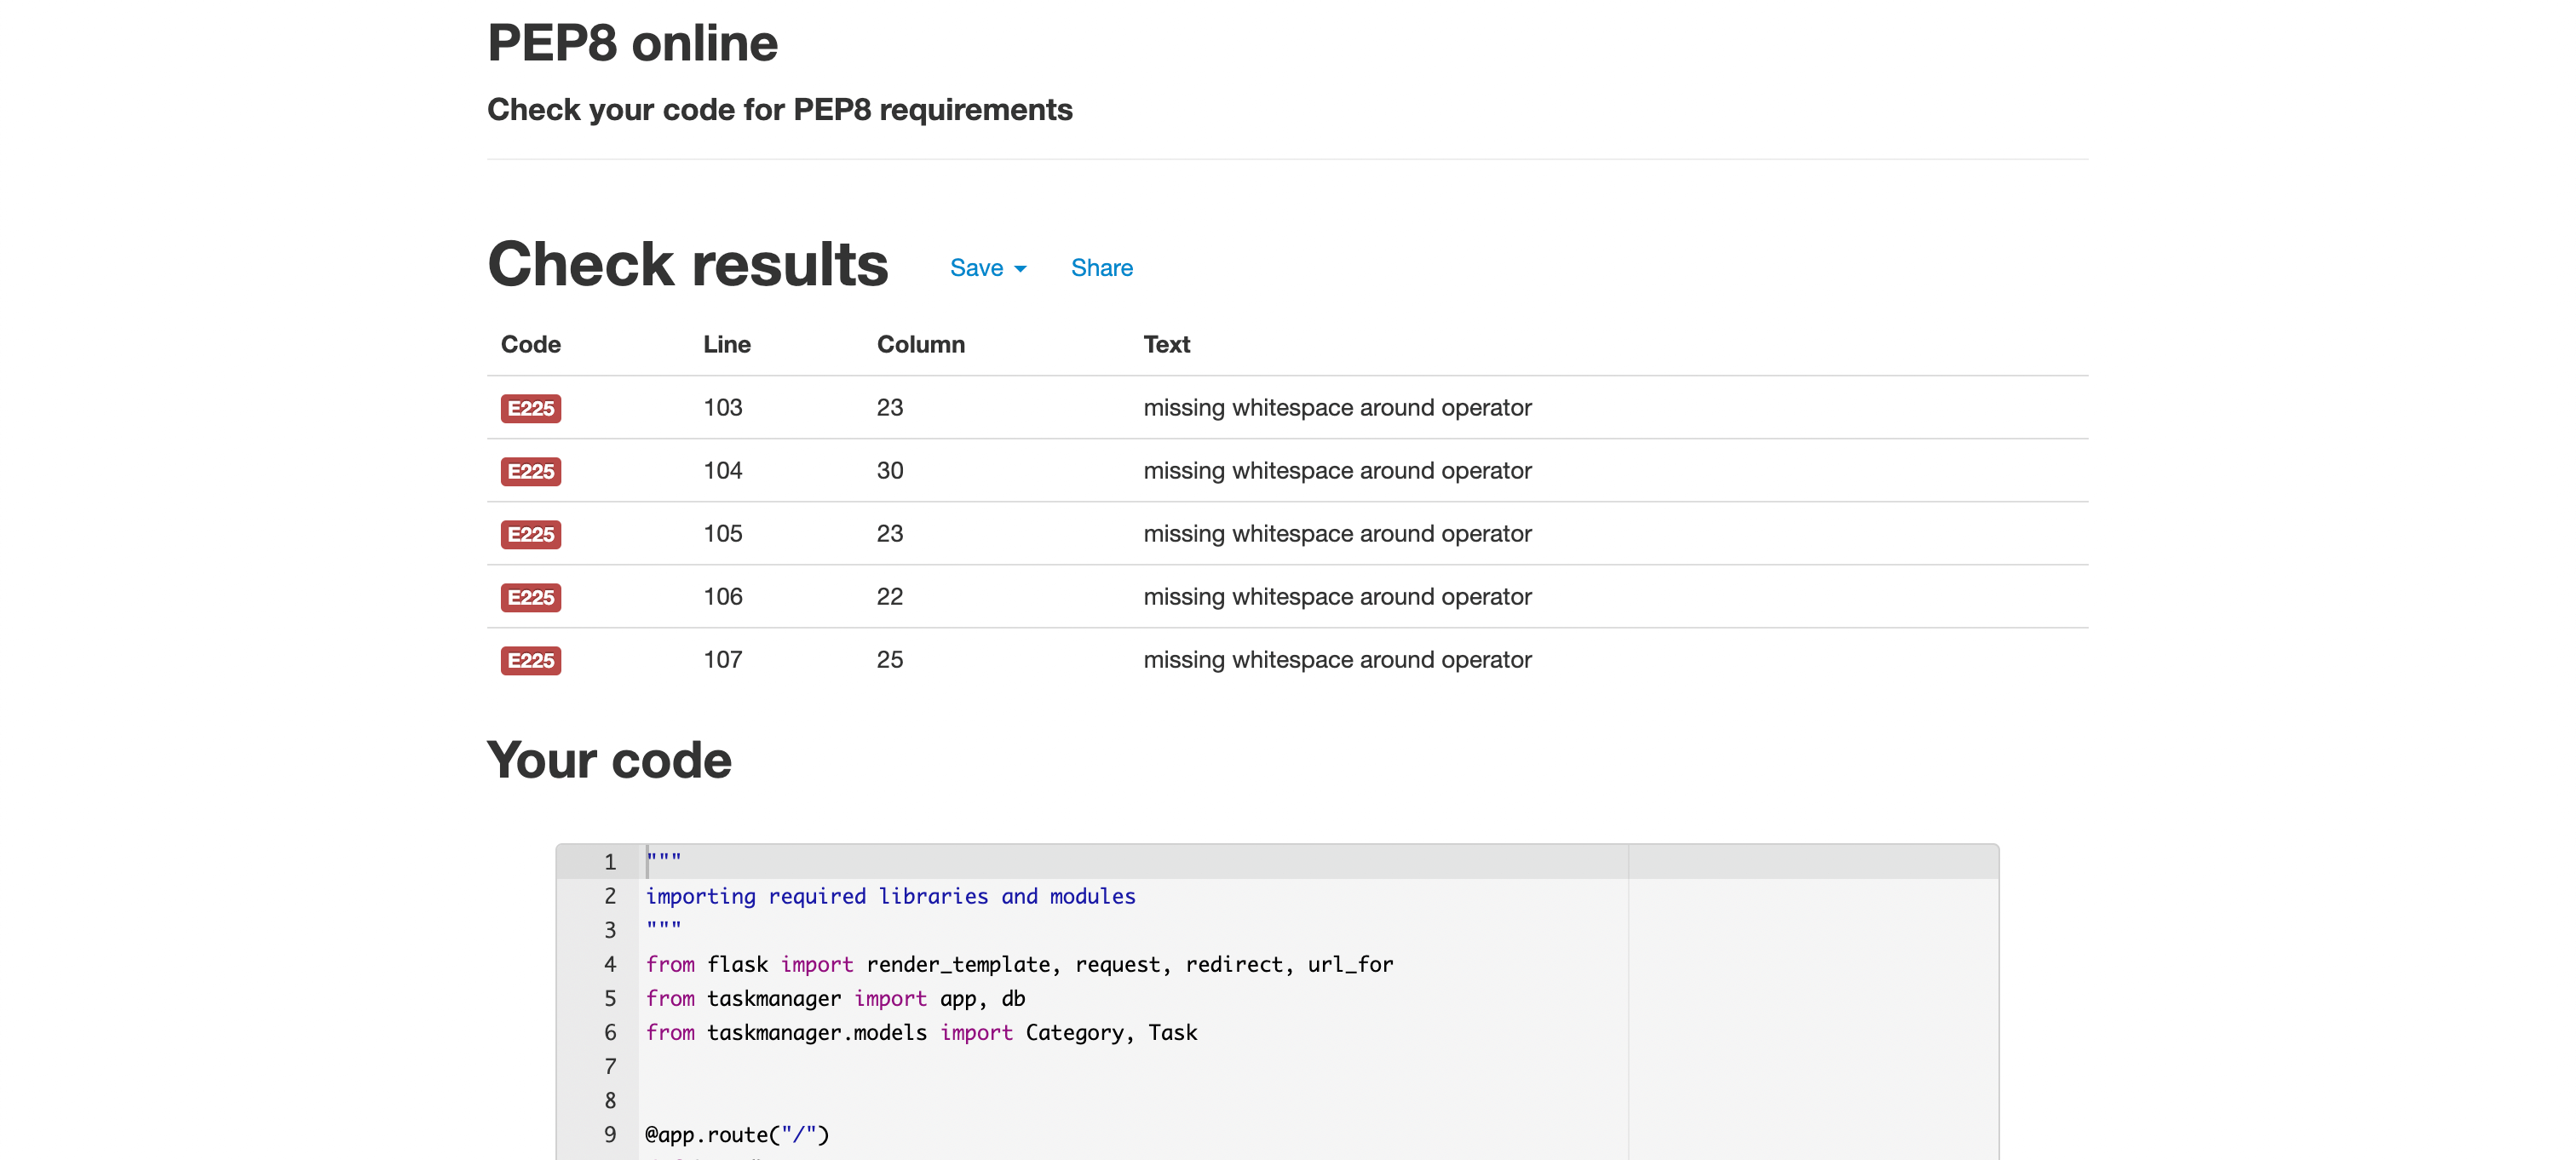 PEP8 online
Check your code for PEP8 requirements
Check results Save Share
Code Line Column Text
E225 103 23 missing whitespace around operator
E225 104 30 missing whitespace around operator
E225 105 23 missing whitespace around operator
E225 106 22 missing whitespace around operator
E225 107 25 missing whitespace around operator
Your code
1 """
2 importing required libraries and modules
3 """
4 from flask import render_template, request, redirect, url_for
5 from taskmanager import app, db
6 from taskmanager.models import Category, Task
7
8
9 @app.route("/")